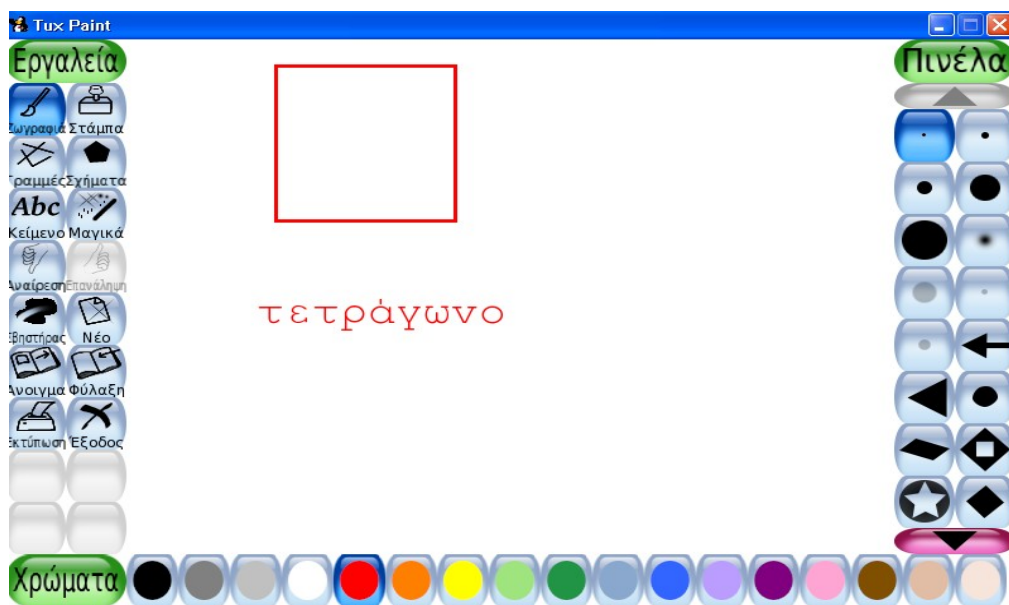 Tux Paint
Εργαλεία
Πινέλα
Ζωγραφιά Στάμπα
Γραμμές Σχήματα
Abc
Κείμενο Μαγικά
Αναίρεση Επανάληψη
Σβηστήρας Νέο
Άνοιγμα Φύλαξη
Εκτύπωση Έξοδος
τετράγωνο
Χρώματα